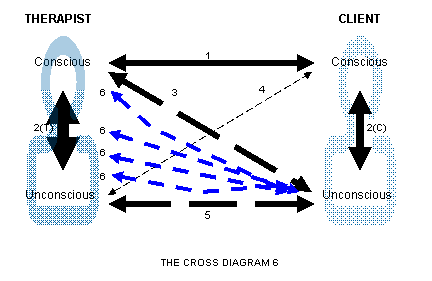 THERAPIST CLIENT
1
Conscious Conscious
6 3 4
2(T) 6 2(C)
6
6
Unconscious Unconscious
5
THE CROSS DIAGRAM 6